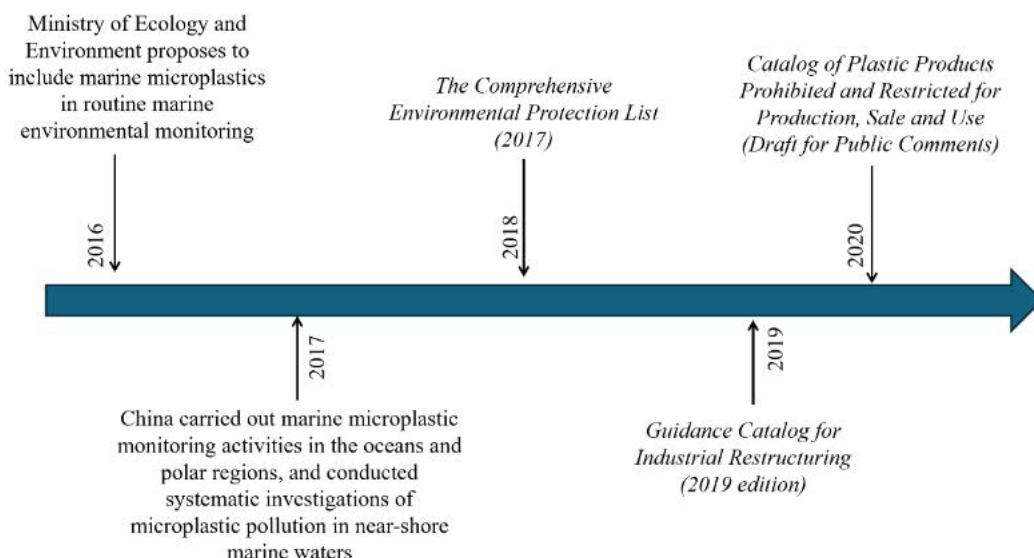 Ministry of Ecology and
Environment proposes to
include marine microplastics
in routine marine
environmental monitoring
2016
China carried out marine microplastic
monitoring activities in the oceans and
polar regions, and conducted
systematic investigations of
microplastic pollution in near-shore
marine waters
2017
The Comprehensive
Environmental Protection List
(2017)
2018
Guidance Catalog for
Industrial Restructuring
(2019 edition)
2019
Catalog of Plastic Products
Prohibited and Restricted for
Production, Sale and Use
(Draft for Public Comments)
2020